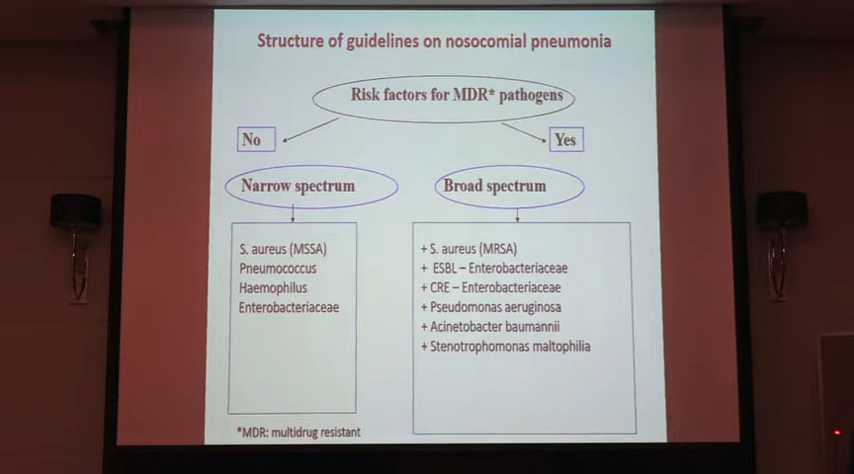 Structure of guidelines on nosocomial pneumonia
Risk factors for MDR* pathogens
No
Yes
Narrow spectrum
Broad spectrum
S. aureus (MSSA)
Pneumococcus
Haemophilus
Enterobacteriaceae
+ S. aureus (MRSA)
+ ESBL – Enterobacteriaceae
+ CRE – Enterobacteriaceae
+ Pseudomonas aeruginosa
+ Acinetobacter baumannii
+ Stenotrophomonas maltophilia
*MDR: multidrug resistant